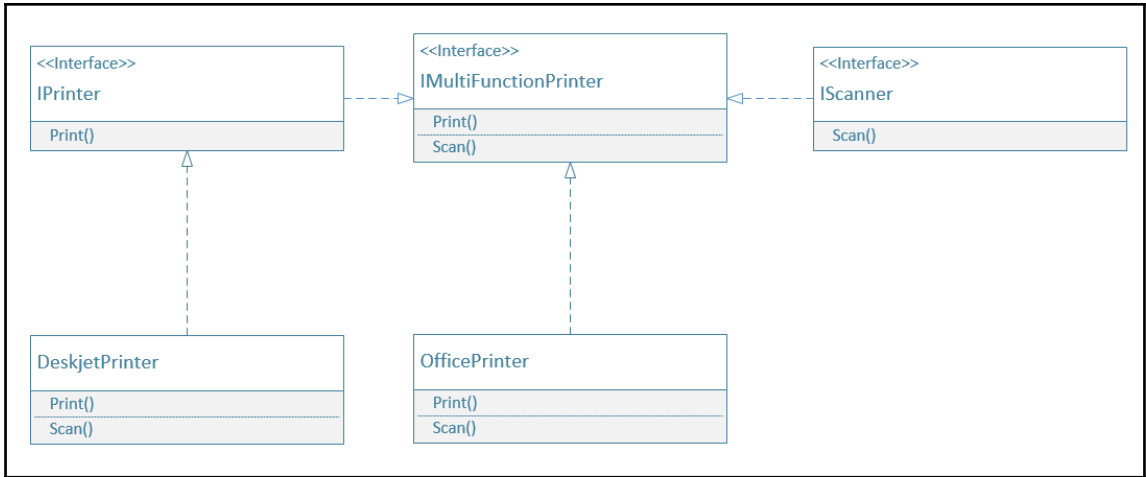 <<Interface>>
IPrinter
Print()
<<Interface>>
IMultiFunctionPrinter
Print()
Scan()
<<Interface>>
IScanner
Scan()
DeskjetPrinter
Print()
Scan()
OfficePrinter
Print()
Scan()